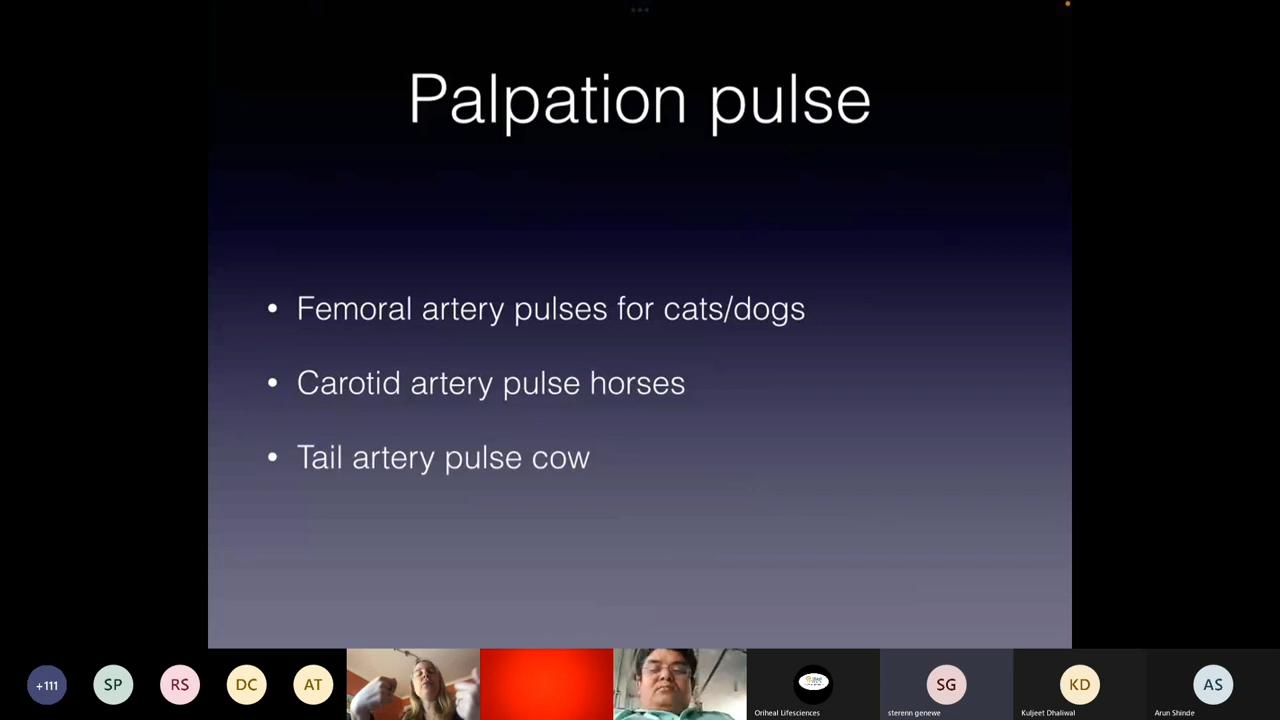 Palpation pulse
• Femoral artery pulses for cats/dogs
• Carotid artery pulse horses
• Tail artery pulse cow
+111
SP
RS
DC
AT
SG
KD
AS
Oriheal Lifesciences
sterenn genewe
Kuljeet Dhaliwal
Arun Shinde